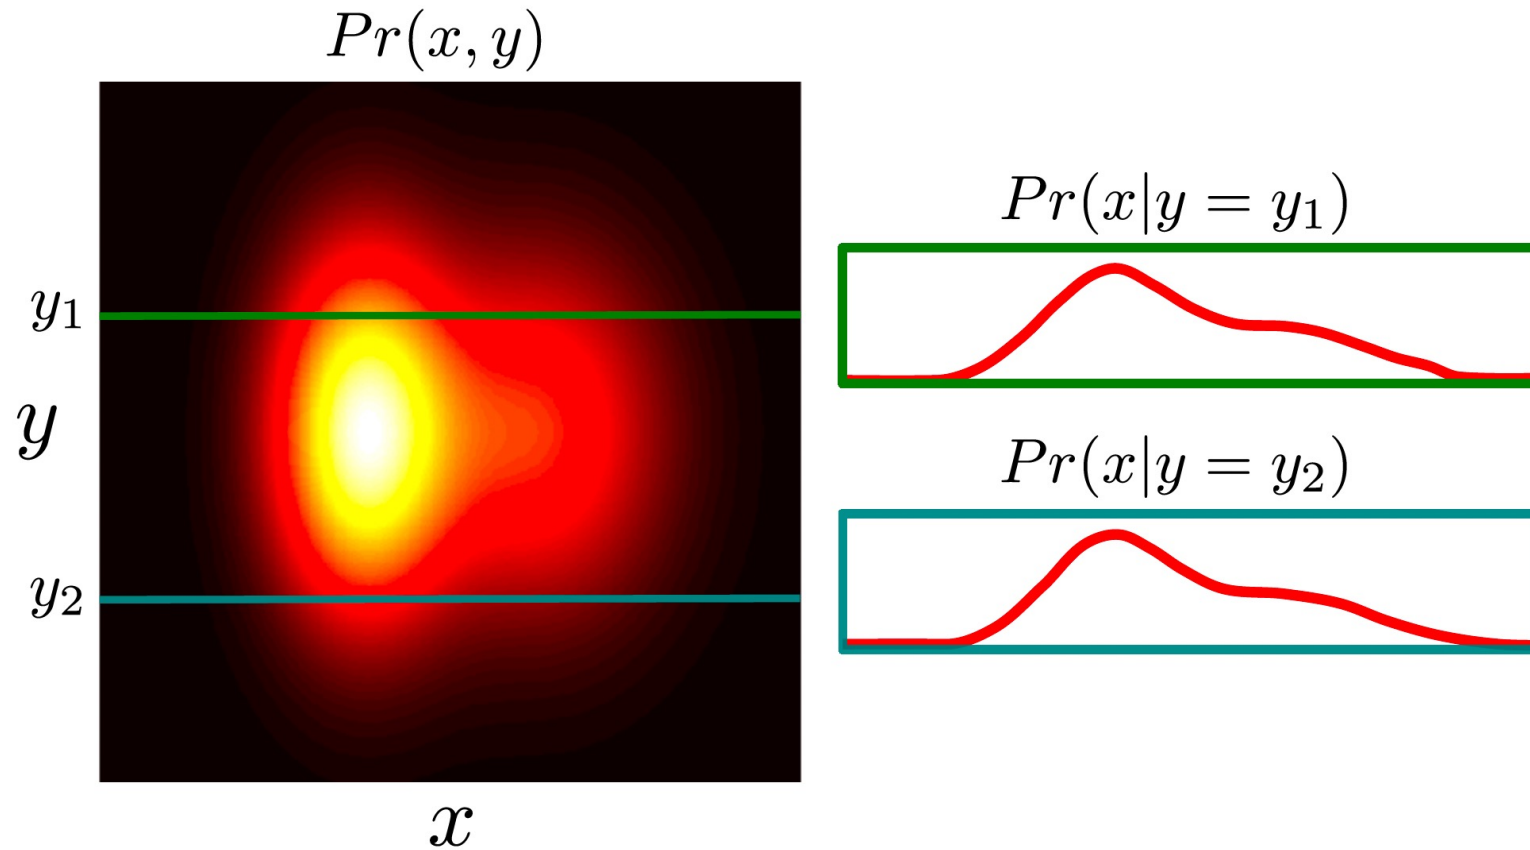 Pr(x, y)
y₁
y
y₂
x
Pr(x|y = y₁)
Pr(x|y = y₂)